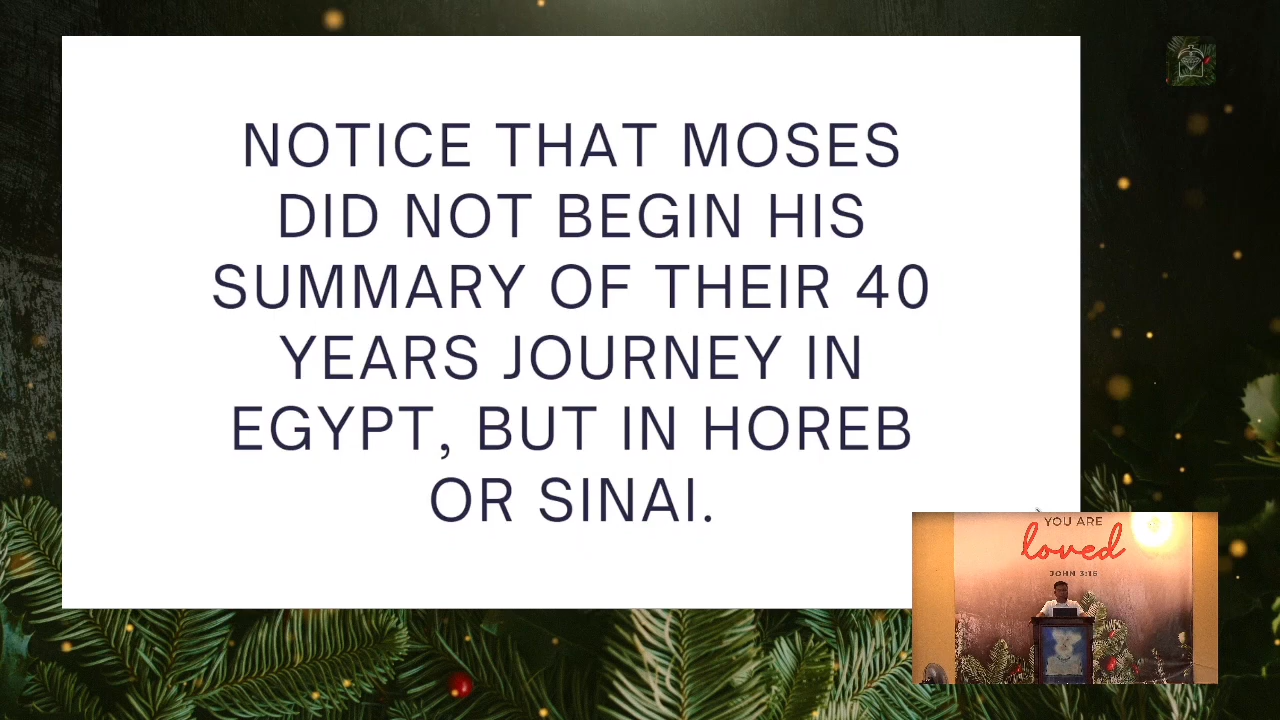 NOTICE THAT MOSES
DID NOT BEGIN HIS
SUMMARY OF THEIR 40
YEARS JOURNEY IN
EGYPT, BUT IN HOREB
OR SINAI.
YOU ARE
loved
JOHN 3:16